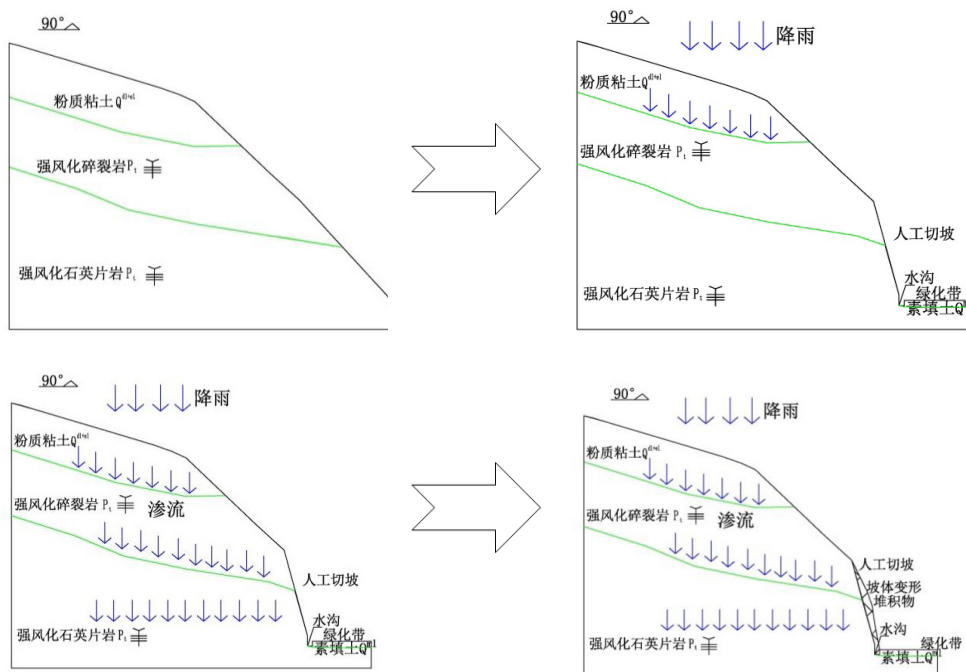 90°
粉质粘土Q
强风化碎裂岩Pt
强风化石英片岩Pt
90°
降雨
粉质粘土Q
强风化碎裂岩Pt
人工切坡
水沟
绿化带
强风化石英片岩Pt
素填土Q
90°
降雨
粉质粘土Q
强风化碎裂岩Pt
渗流
人工切坡
水沟
绿化带
强风化石英片岩Pt
素填土Qml
90°
降雨
粉质粘土Q
强风化碎裂岩Pt
渗流
人工切坡
坡体变形
堆积物
水沟
绿化带
强风化石英片岩Pt
素填土Qml